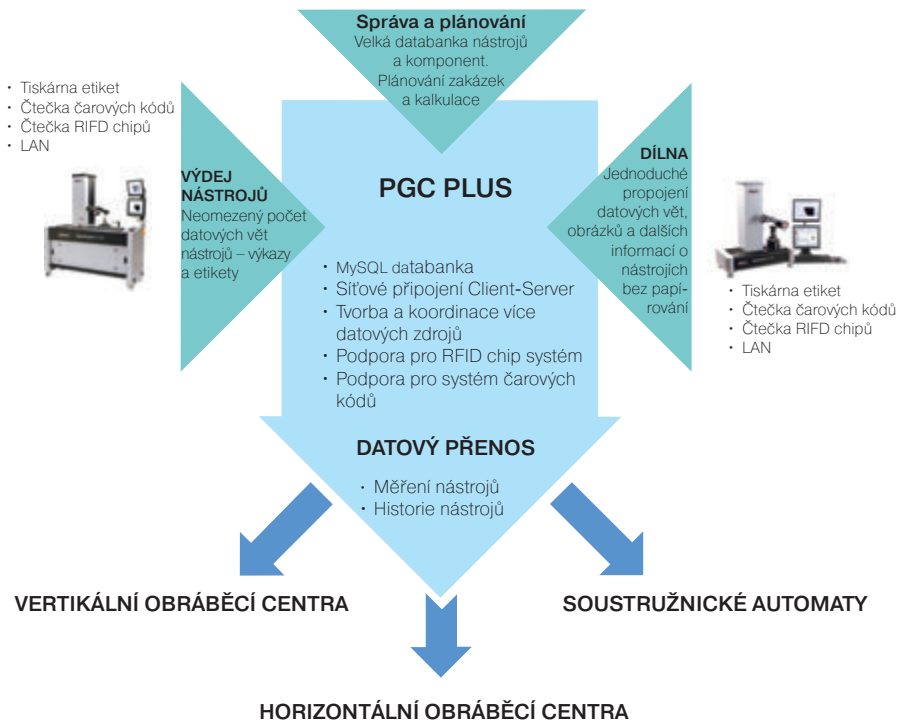 Správa a plánování
Velká databanka nástrojů
a komponent.
Plánování zakázek
a kalkulace
• Tiskárna etiket
• Čtečka čarových kódů
• Čtečka RIFD chipů
• LAN
VÝDEJ
NÁSTROJŮ
Neomezený počet
datových vět
nástrojů – výkazy
a etikety
PGC PLUS
• MySQL databanka
• Síťové připojení Client-Server
• Tvorba a koordinace více
datových zdrojů
• Podpora pro RFID chip systém
• Podpora pro systém čarových
kódů
DÍLNA
Jednoduché
propojení
datových vět,
obrázků a dalších
informací o
nástrojích
bez papí-
rování
• Tiskárna etiket
• Čtečka čarových kódů
• Čtečka RIFD chipů
• LAN
DATOVÝ PŘENOS
• Měření nástrojů
• Historie nástrojů
VERTIKÁLNÍ OBRÁBĚCÍ CENTRA
SOUSTRUŽNICKÉ AUTOMATY
HORIZONTÁLNÍ OBRÁBĚCÍ CENTRA